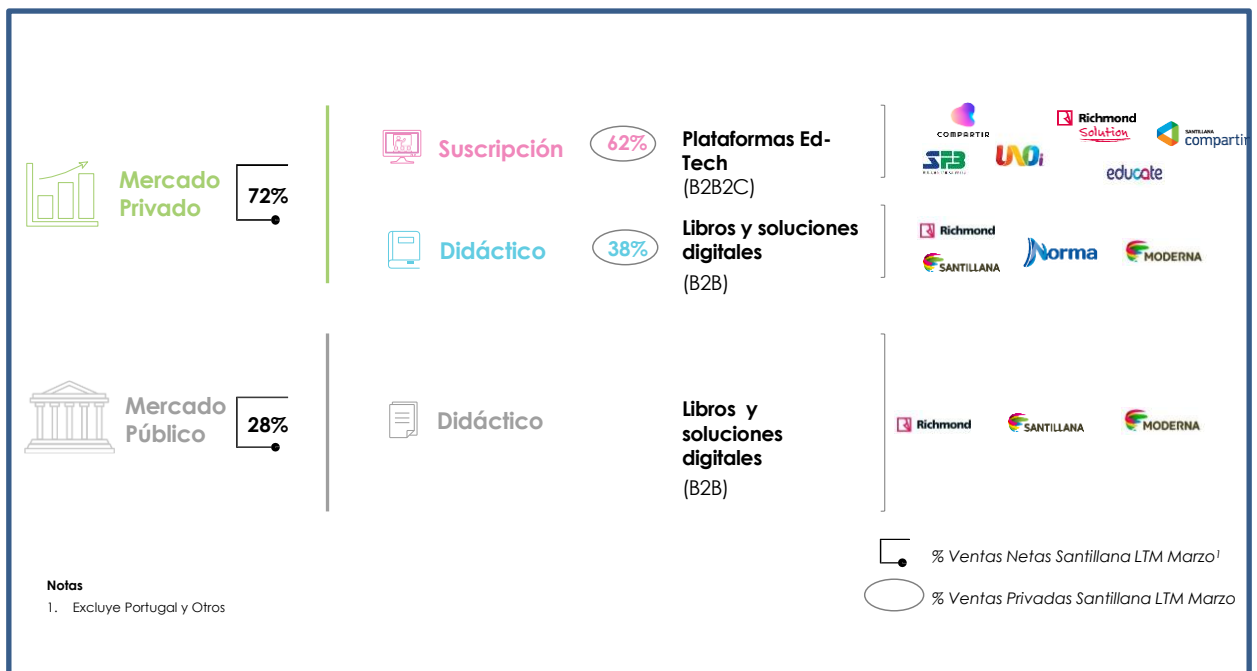 Mercado
Privado
72%
Suscripción
62%
Plataformas Ed-
Tech
(B2B2C)
COMPARTIR
Richmond
Solution
SANTILLANA
compartir
SFB
UNOi
educate
Didáctico
38%
Libros y soluciones
digitales
(B2B)
Richmond
SANTILLANA
Norma
MODERNA
Mercado
Público
28%
Didáctico
Libros y
soluciones
digitales
(B2B)
Richmond
SANTILLANA
MODERNA
% Ventas Netas Santillana LTM Marzo¹
% Ventas Privadas Santillana LTM Marzo
Notas
1. Excluye Portugal y Otros